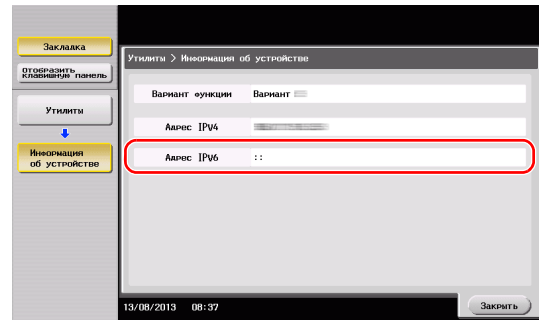 Закладка
Утилиты > Информация об устройстве
Отобразить
клавишную панель
Вариант функции Вариант
Утилиты
Адрес IPv4
Информация
об устройстве
Адрес IPv6 ::
13/08/2013 08:37
Закрыть